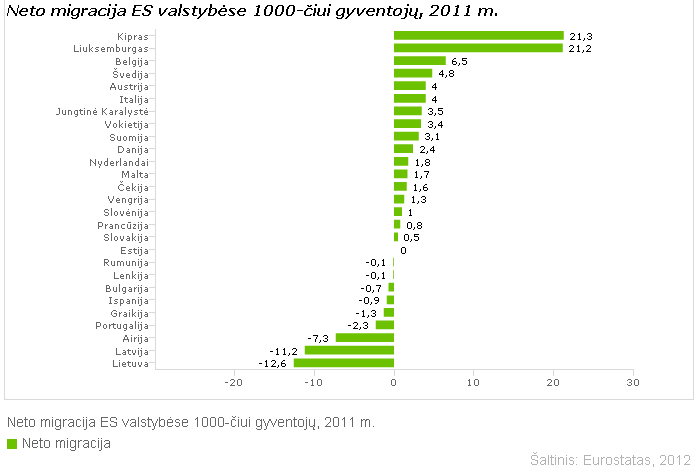 Neto migracija ES valstybėse 1000-čiui gyventojų, 2011 m.
Kipras 21,3
Liuksemburgas 21,2
Belgija 6,5
Švedija 4,8
Austrija 4
Italija 4
Jungtinė Karalystė 3,5
Vokietija 3,4
Suomija 3,1
Danija 2,4
Nyderlandai 1,8
Malta 1,7
Čekija 1,6
Vengrija 1,3
Slovėnija 1
Prancūzija 0,8
Slovakija 0,5
Estija 0
Rumunija -0,1
Lenkija -0,1
Bulgarija -0,7
Ispanija -0,9
Graikija -1,3
Portugalija -2,3
Airija -7,3
Latvija -11,2
Lietuva -12,6
-20 -10 0 10 20 30
Neto migracija ES valstybėse 1000-čiui gyventojų, 2011 m.
Neto migracija
Šaltinis: Eurostatas, 2012